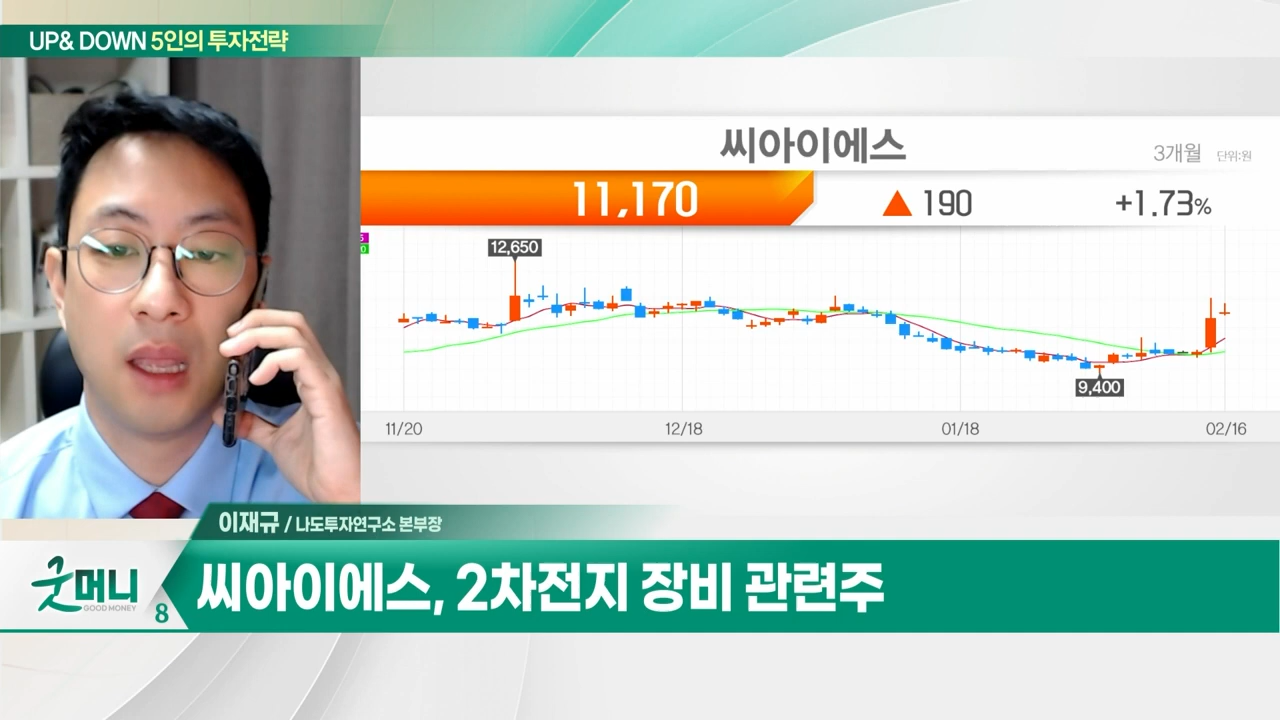 UP& DOWN 5인의 투자전략
씨아이에스
3개월 단위:원
11,170 ▲ 190 +1.73%
12,650
9,400
11/20 12/18 01/18 02/16
이재규 / 나도투자연구소 본부장
굿머니
GOOD MONEY
8
씨아이에스, 2차전지 장비 관련주